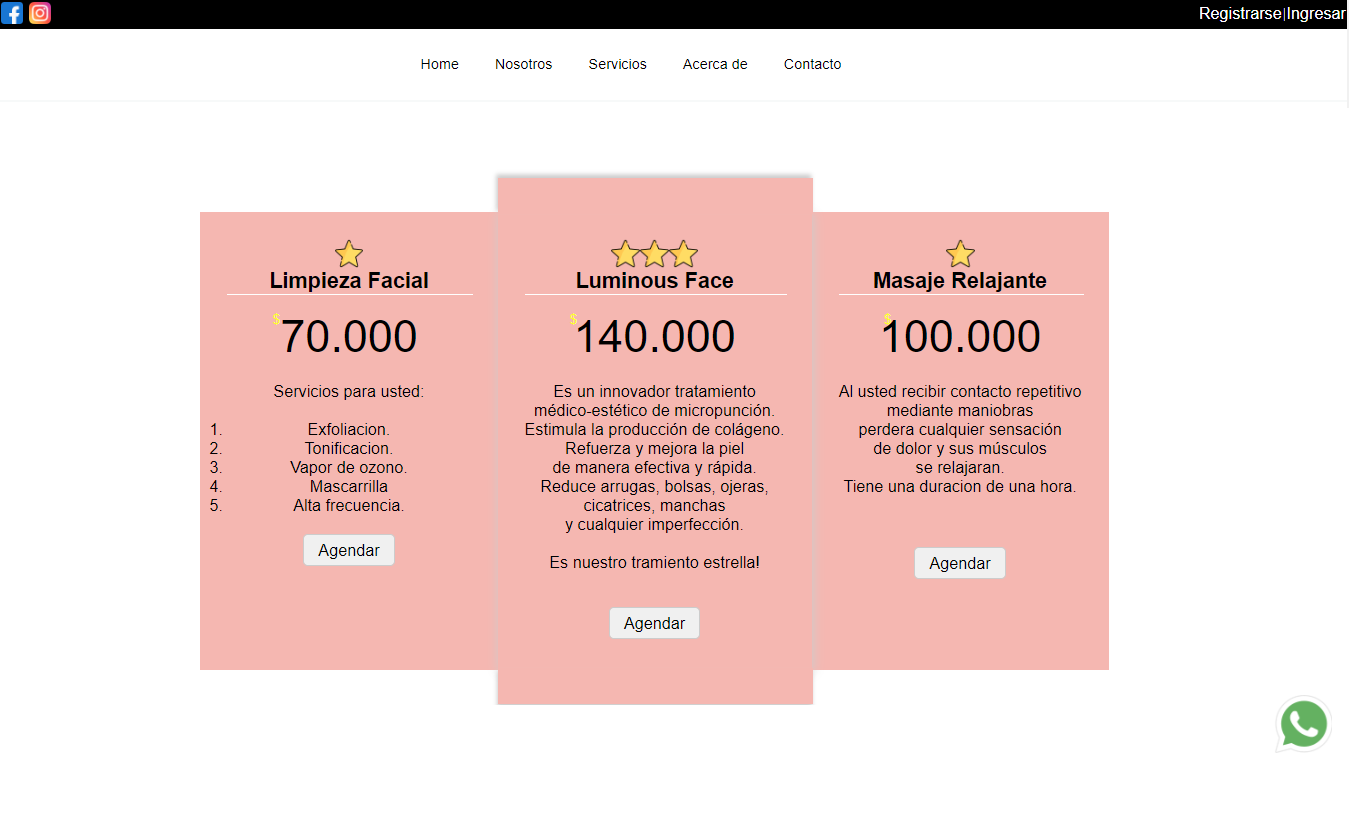 Registrarse|Ingresar
Home Nosotros Servicios Acerca de Contacto
Limpieza Facial
$70.000
Servicios para usted:
1. Exfoliacion.
2. Tonificacion.
3. Vapor de ozono.
4. Mascarrilla
5. Alta frecuencia.
Agendar
Luminous Face
$140.000
Es un innovador tratamiento
médico-estético de micropunción.
Estimula la producción de colágeno.
Refuerza y mejora la piel
de manera efectiva y rápida.
Reduce arrugas, bolsas, ojeras,
cicatrices, manchas
y cualquier imperfección.
Es nuestro tramiento estrella!
Agendar
Masaje Relajante
$100.000
Al usted recibir contacto repetitivo
mediante maniobras
perdera cualquier sensación
de dolor y sus músculos
se relajaran.
Tiene una duracion de una hora.
Agendar